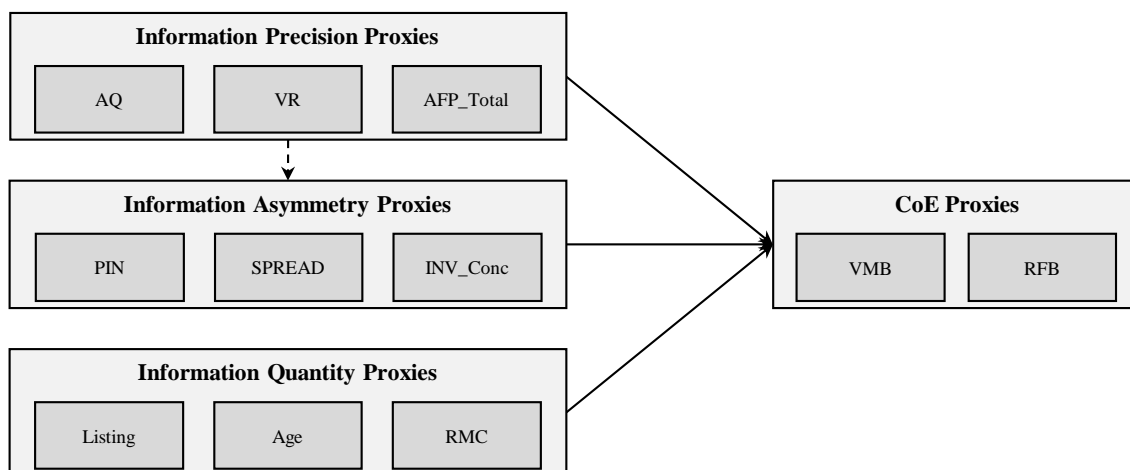 Information Precision Proxies
AQ VR AFP_Total
Information Asymmetry Proxies
PIN SPREAD INV_Conc
CoE Proxies
VMB RFB
Information Quantity Proxies
Listing Age RMC